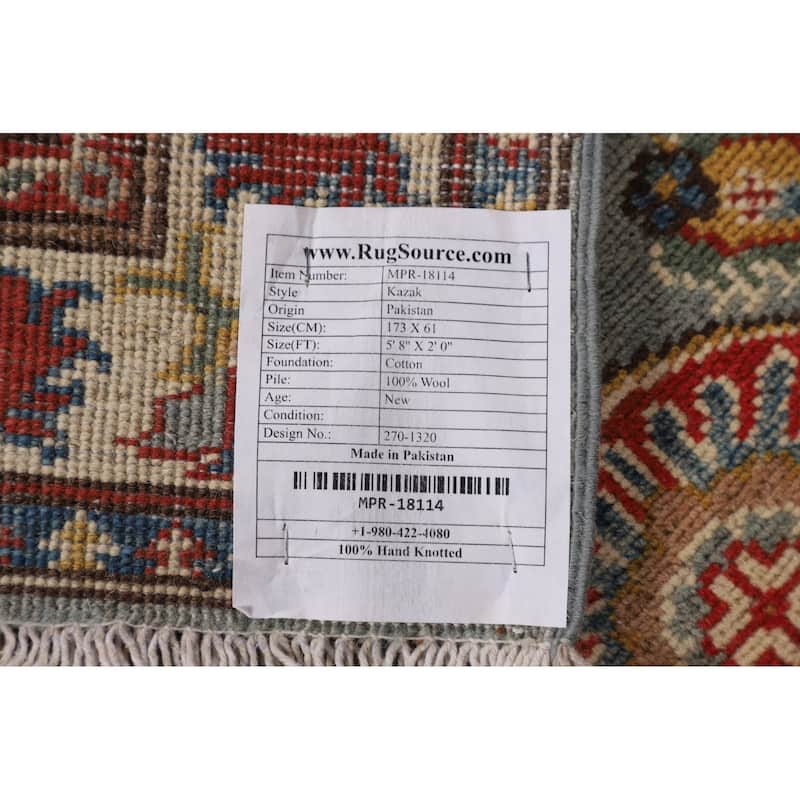 www.RugSource.com
Item Number: MPR-18114
Style Kazak
Origin Pakistan
Size(CM): 173 X 61
Size(FT): 5' 8" X 2' 0"
Foundation: Cotton
Pile: 100% Wool
Age: New
Condition:
Design No.: 270-1320
Made in Pakistan
MPR-18114
+1-980-422-4080
100% Hand Knotted